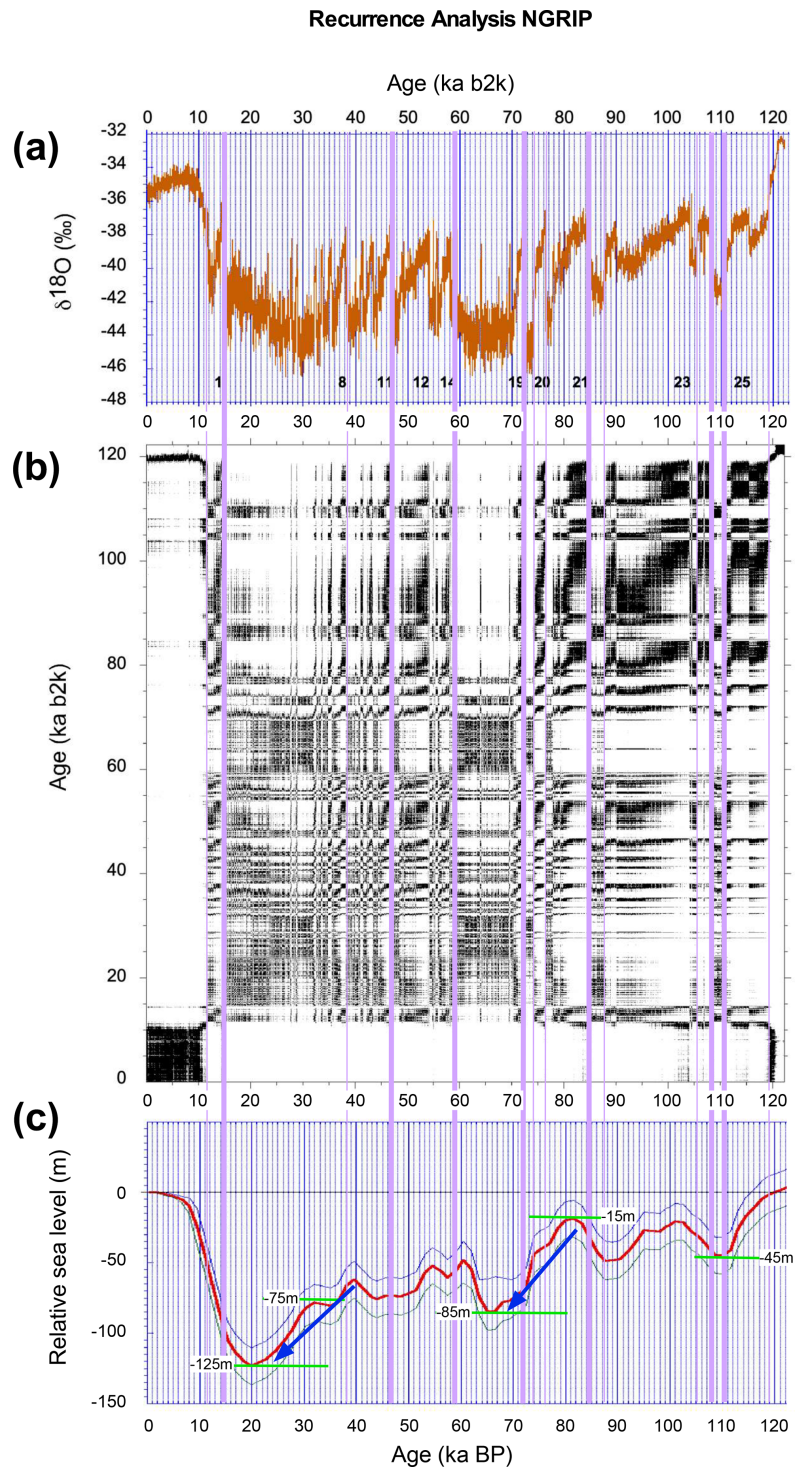 Recurrence Analysis NGRIP
Age (ka b2k)
0 10 20 30 40 50 60 70 80 90 100 110 120
(a)
δ18O (‰)
-32
-34
-36
-38
-40
-42
-44
-46
-48
1 8 11 12 14 19 20 21 23 25
0 10 20 30 40 50 60 70 80 90 100 110 120
(b)
Age (ka b2k)
120
100
80
60
40
20
0
0 10 20 30 40 50 60 70 80 90 100 110 120
(c)
Relative sea level (m)
0
-50
-100
-150
-15m
-45m
-75m
-85m
-125m
0 10 20 30 40 50 60 70 80 90 100 110 120
Age (ka BP)